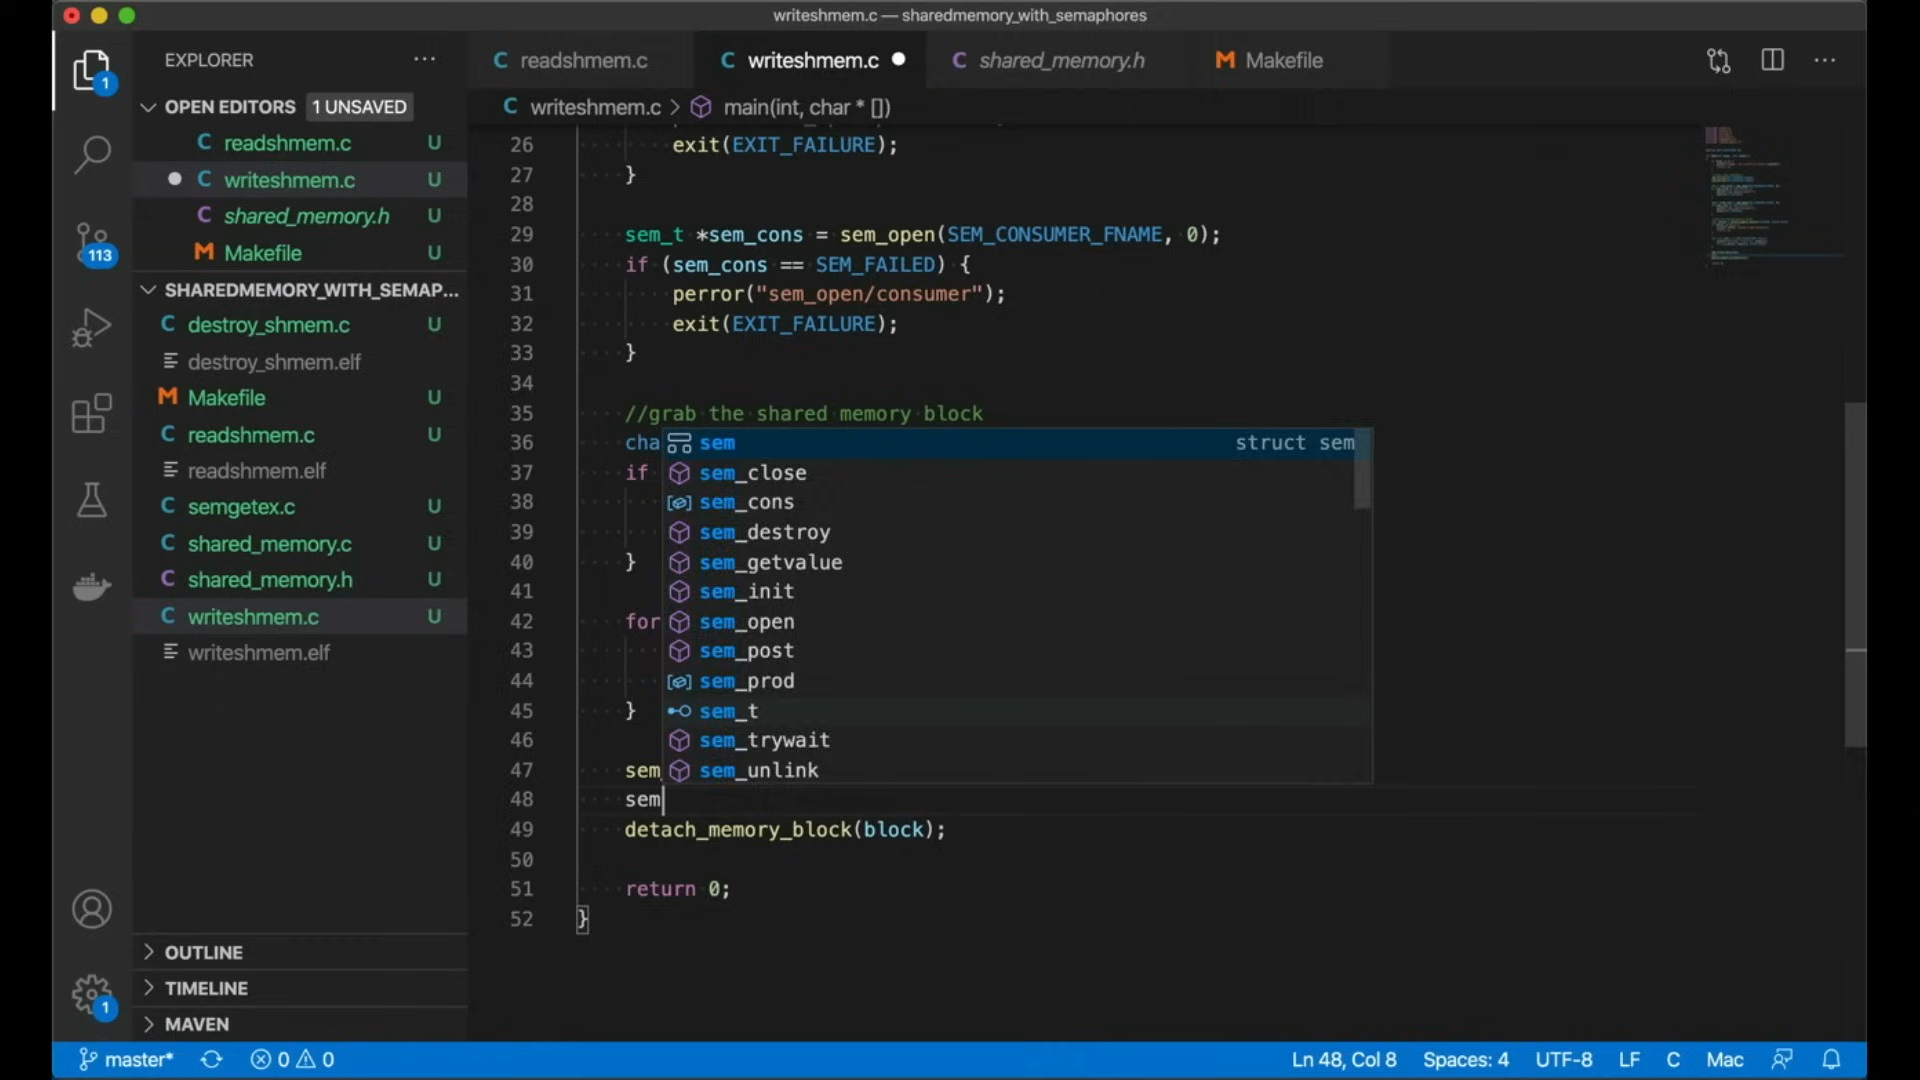 writeshmem.c — sharedmemory_with_semaphores
EXPLORER
readshmem.c
writeshmem.c
shared_memory.h
Makefile
OPEN EDITORS 1 UNSAVED
writeshmem.c > main(int, char * [])
C readshmem.c U
C writeshmem.c U
C shared_memory.h U
M Makefile U
SHAREDMEMORY_WITH_SEMAP...
C destroy_shmem.c U
destroy_shmem.elf
M Makefile U
C readshmem.c U
readshmem.elf
C semgetex.c U
C shared_memory.c U
C shared_memory.h U
C writeshmem.c U
writeshmem.elf
OUTLINE
TIMELINE
MAVEN
1
113
1
26 exit(EXIT_FAILURE);
27 }
28
29 sem_t *sem_cons = sem_open(SEM_CONSUMER_FNAME, 0);
30 if (sem_cons == SEM_FAILED) {
31 perror("sem_open/consumer");
32 exit(EXIT_FAILURE);
33 }
34
35 //grab the shared memory block
36 cha
37 if
38
39
40 }
41
42 for
43
44
45 }
46
47 sem_
48 sem
49 detach_memory_block(block);
50
51 return 0;
52 }
sem struct sem
sem_close
sem_cons
sem_destroy
sem_getvalue
sem_init
sem_open
sem_post
sem_prod
sem_t
sem_trywait
sem_unlink
master* 0 0 Ln 48, Col 8 Spaces: 4 UTF-8 LF C Mac